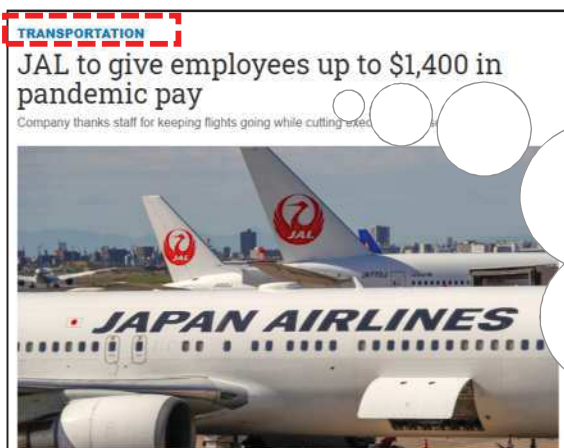 TRANSPORTATION
JAL to give employees up to $1,400 in
pandemic pay
Company thanks staff for keeping flights going while cutting
JAL
JAL
JAPAN AIRLINES